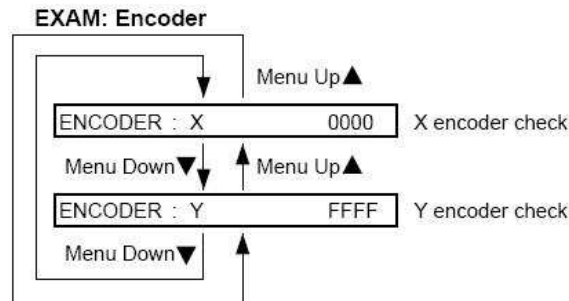 EXAM: Encoder
Menu Up▲
ENCODER : X 0000 X encoder check
Menu Down▼ Menu Up▲
ENCODER : Y FFFF Y encoder check
Menu Down▼